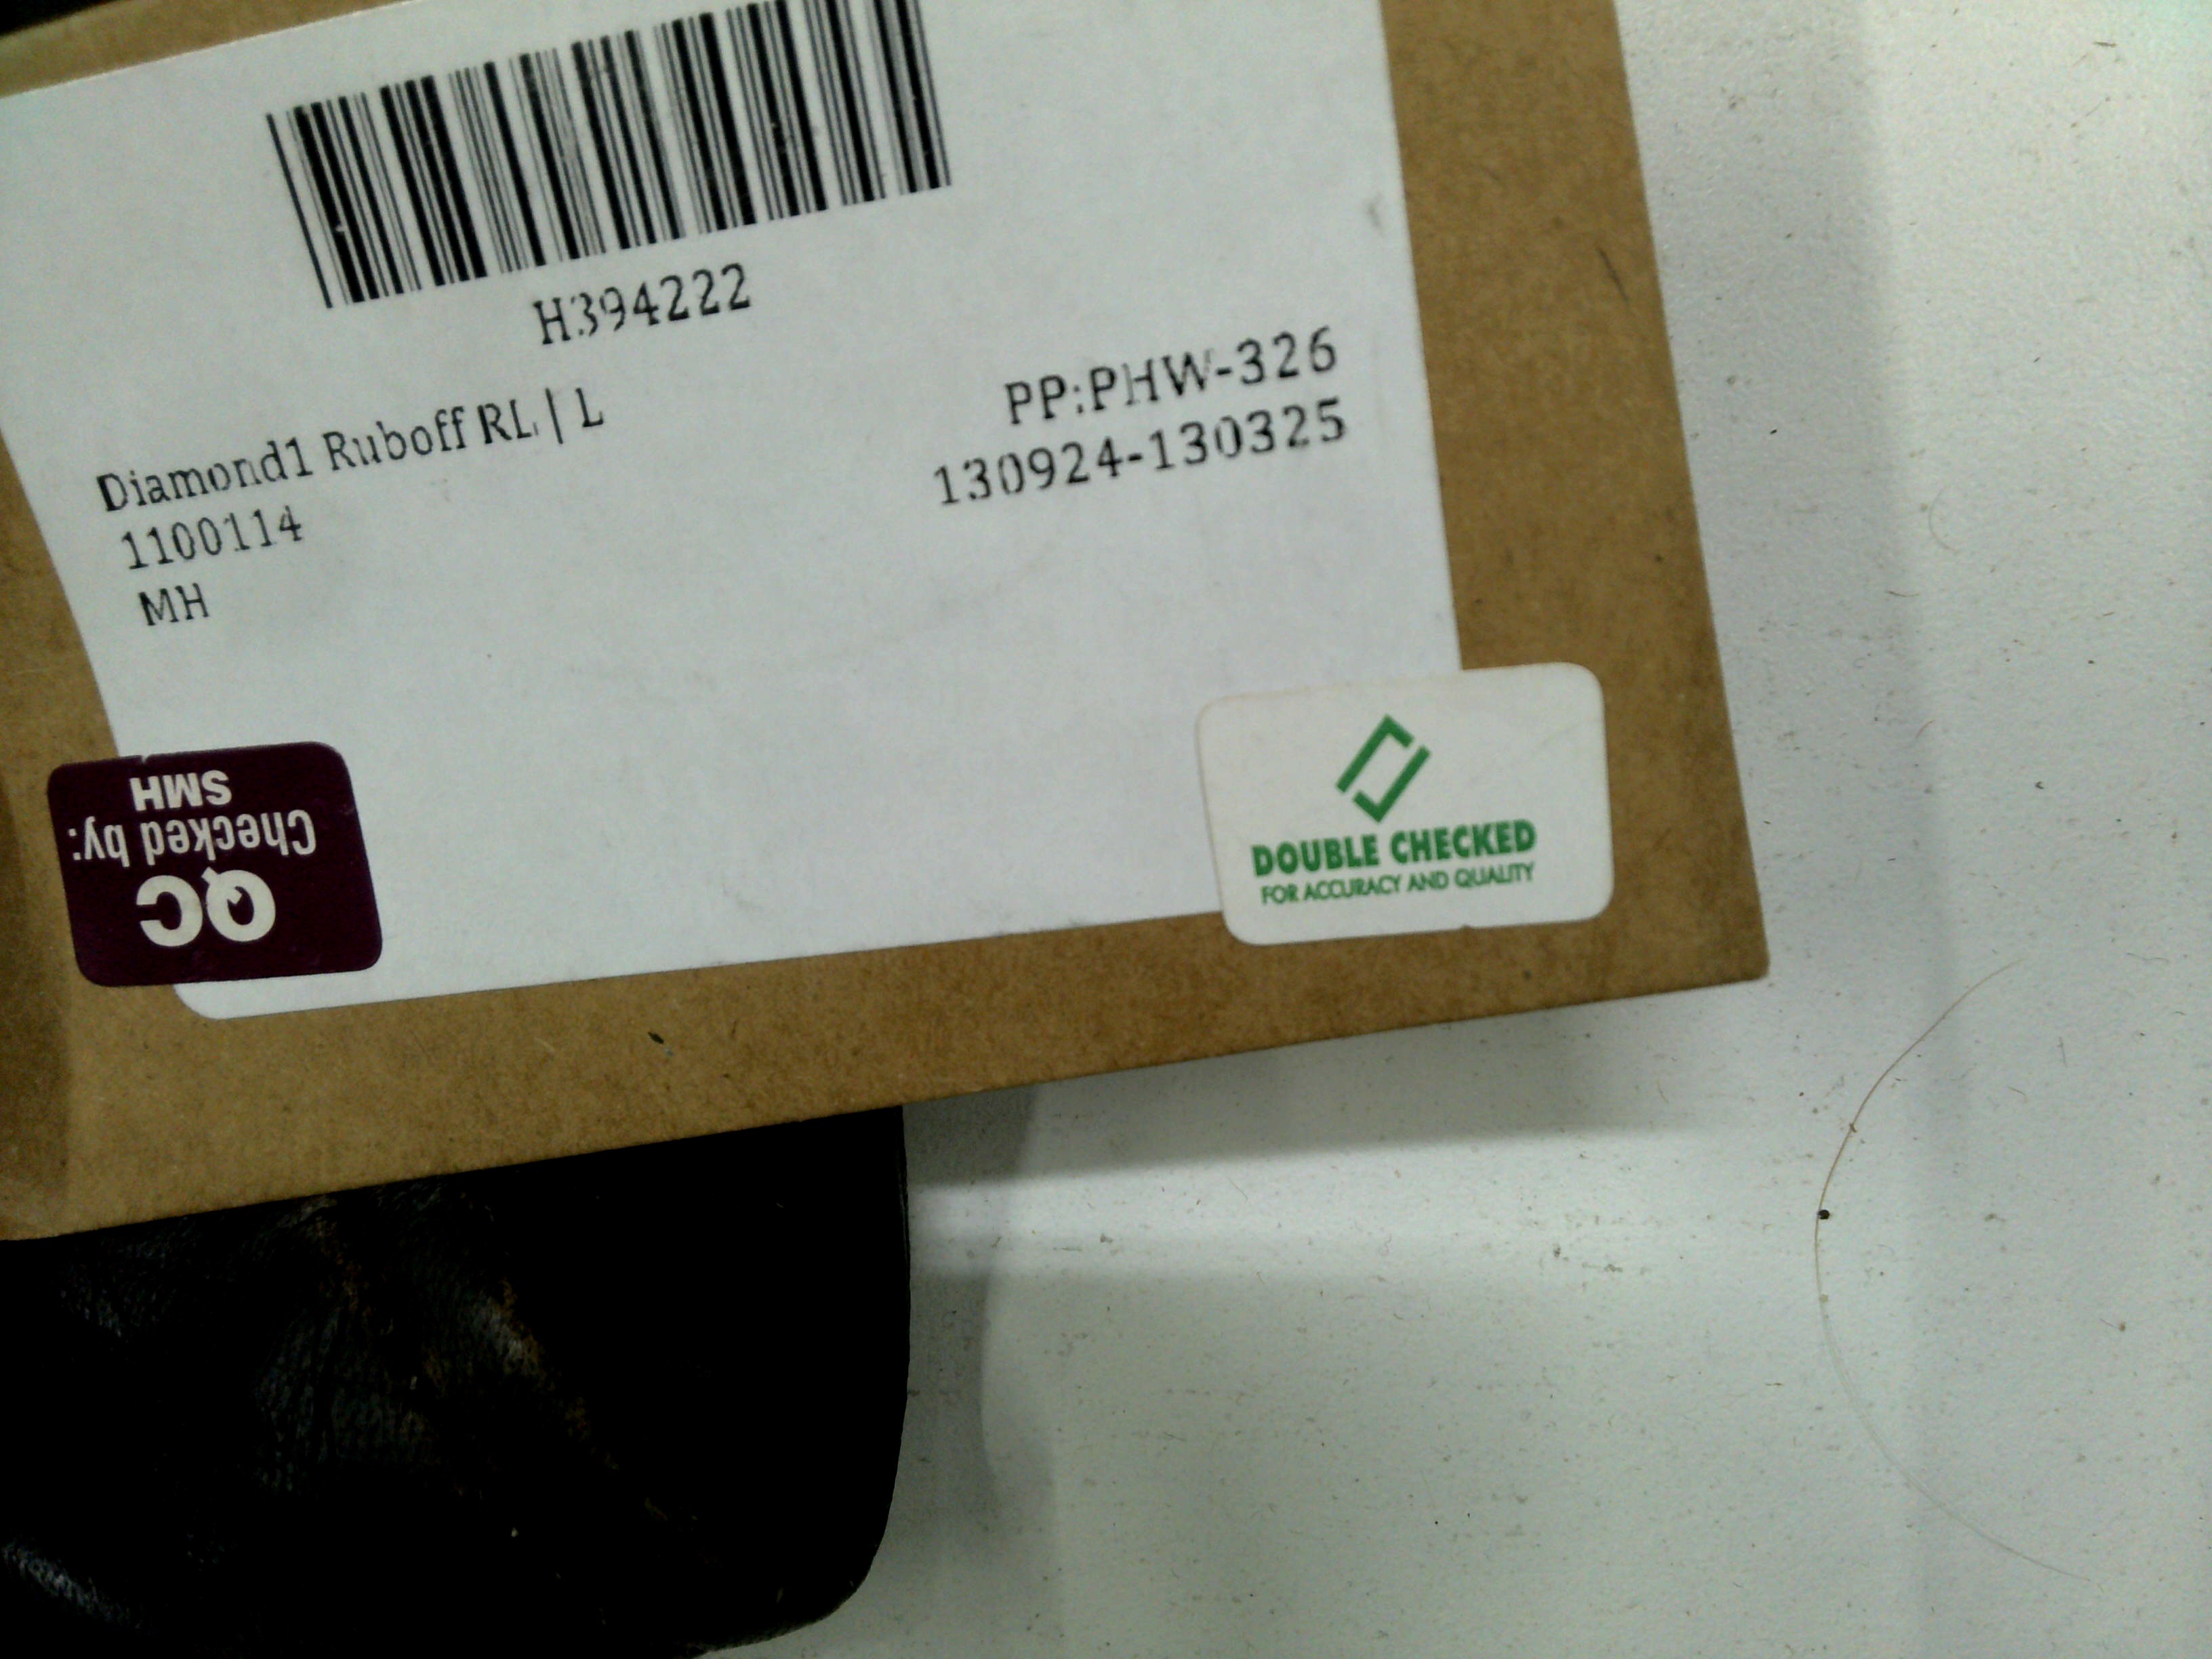 H394222
Diamond1 Ruboff RL | L
1100114
MH
PP:PHW-326
130924-130325
QC
Checked by:
SMH
DOUBLE CHECKED
FOR ACCURACY AND QUALITY